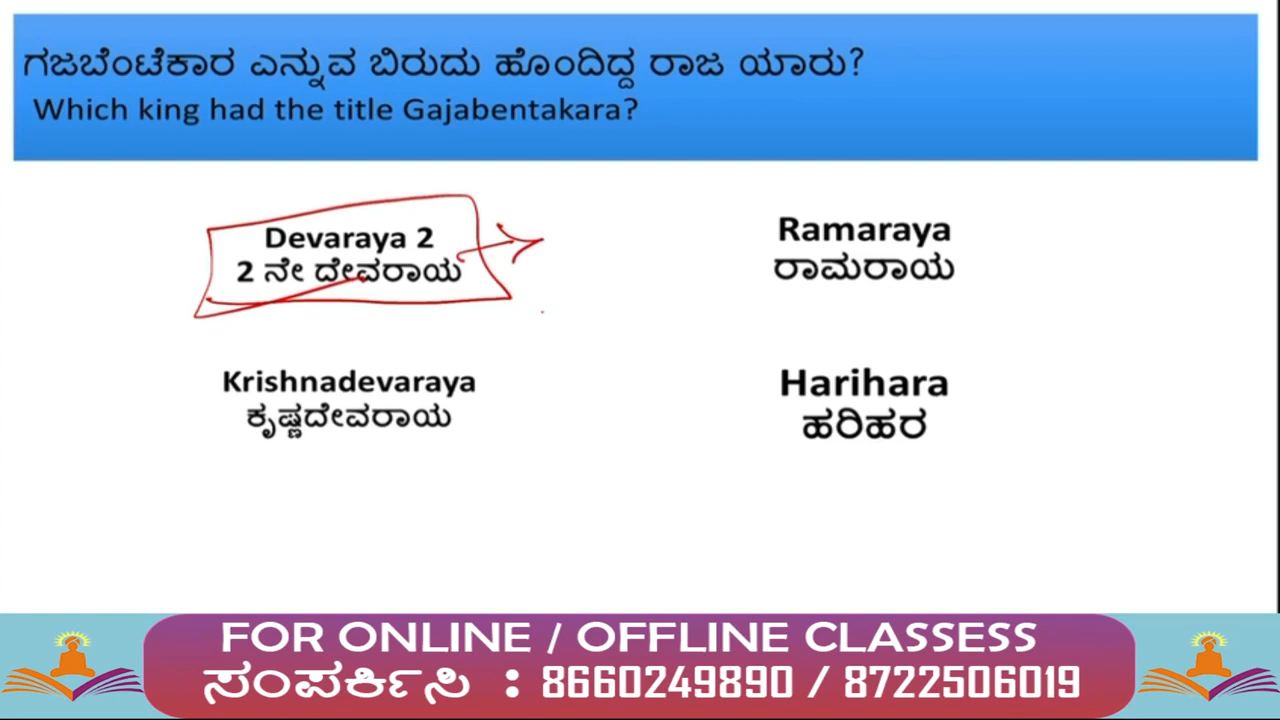 ಗಜಬೆಂಟೆಕಾರ ಎನ್ನುವ ಬಿರುದು ಹೊಂದಿದ್ದ ರಾಜ ಯಾರು?
Which king had the title Gajabentakara?
Devaraya 2
2 ನೇ ದೇವರಾಯ
Ramaraya
ರಾಮರಾಯ
Krishnadevaraya
ಕೃಷ್ಣದೇವರಾಯ
Harihara
ಹರಿಹರ
FOR ONLINE / OFFLINE CLASSESS
ಸಂಪರ್ಕಿಸಿ : 8660249890 / 8722506019